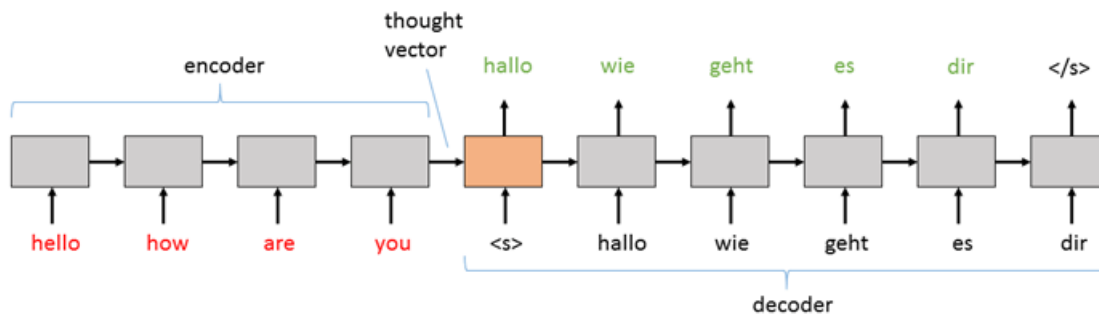 thought
vector
encoder
hallo wie geht es dir </s>
hello how are you <s> hallo wie geht es dir
decoder